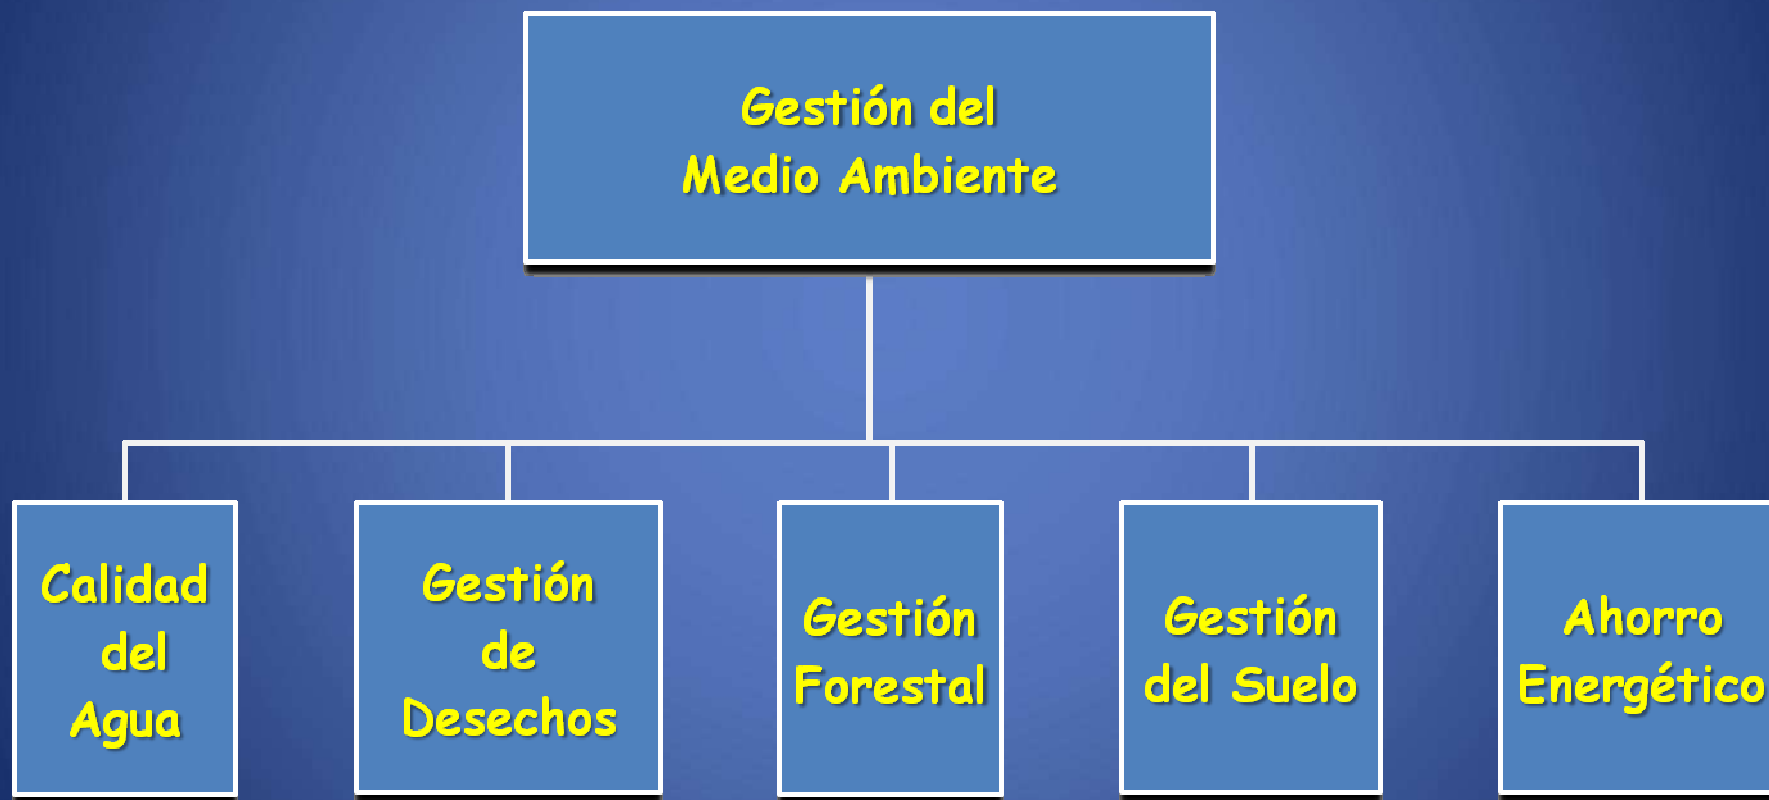 Gestión del
Medio Ambiente
Calidad
del
Agua
Gestión
de
Desechos
Gestión
Forestal
Gestión
del Suelo
Ahorro
Energético